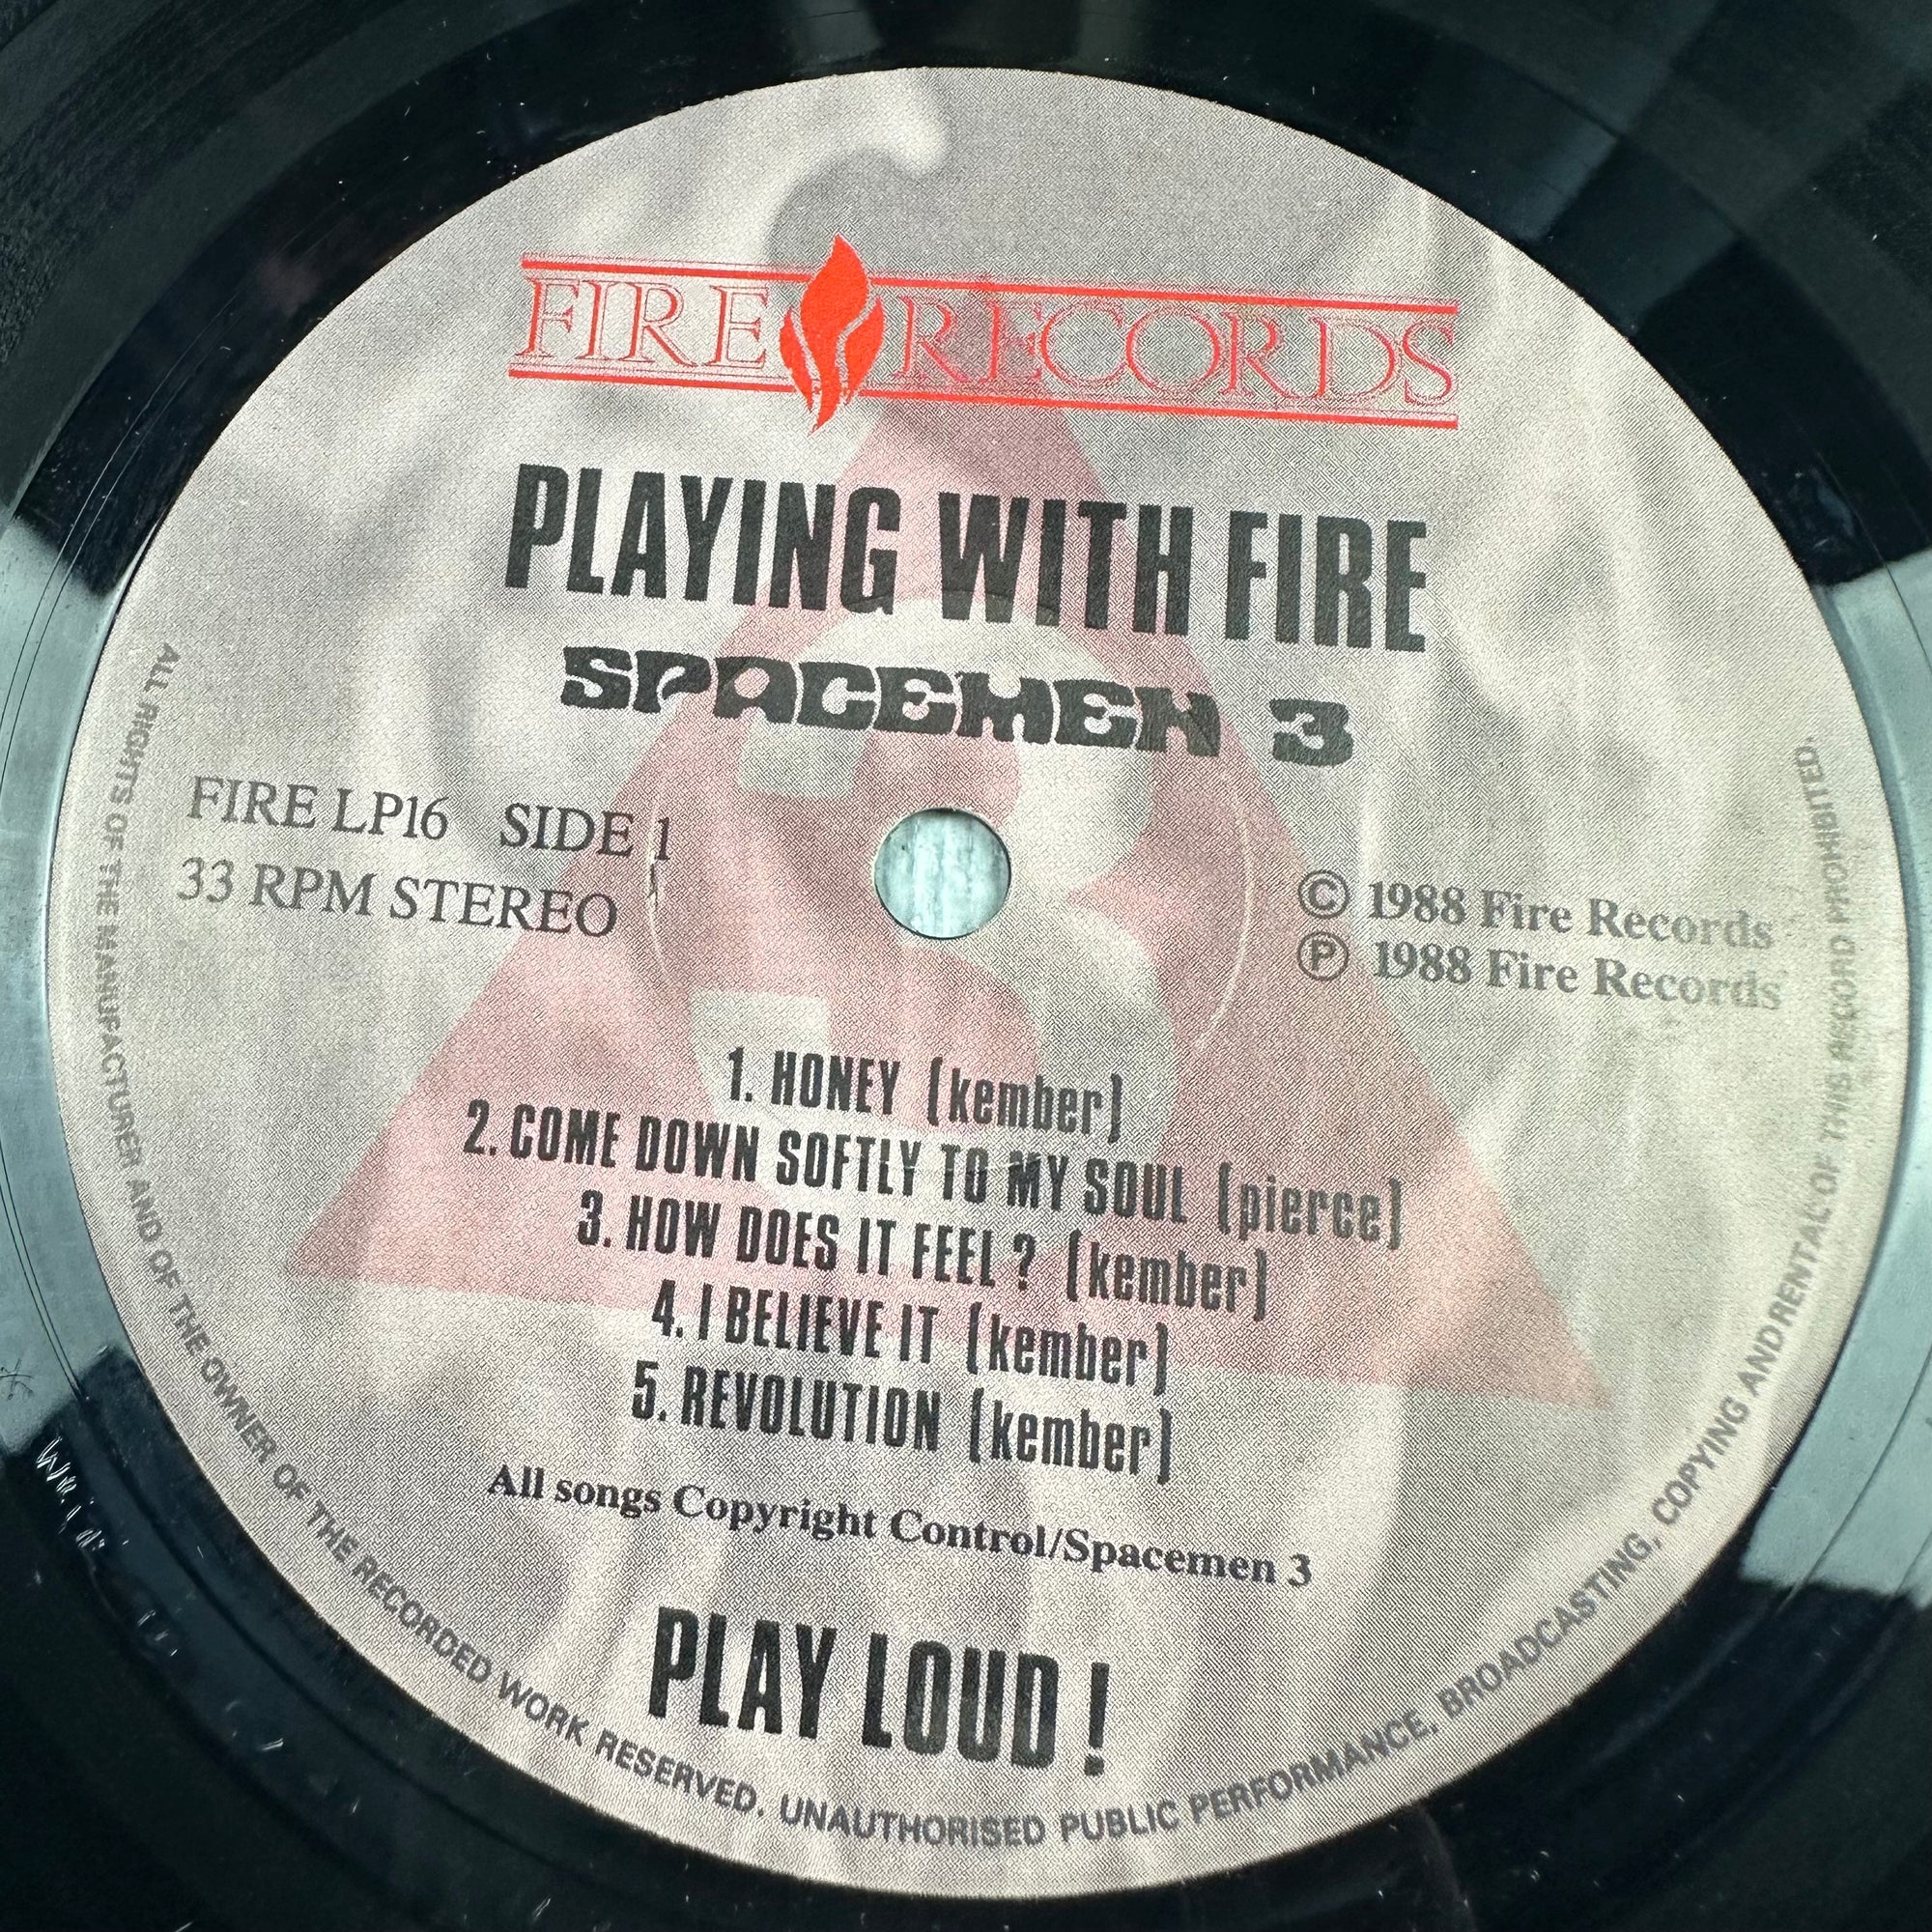 FIRE RECORDS
PLAYING WITH FIRE
SPACEMEN 3
FIRE LP16 SIDE 1
33 RPM STEREO
© 1988 Fire Records
℗ 1988 Fire Records
1. HONEY (kember)
2. COME DOWN SOFTLY TO MY SOUL (pierce)
3. HOW DOES IT FEEL ? (kember)
4. I BELIEVE IT (kember)
5. REVOLUTION (kember)
All songs Copyright Control/Spacemen 3
PLAY LOUD !
ALL RIGHTS OF THE MANUFACTURER AND OF THE OWNER OF THE RECORDED WORK RESERVED. UNAUTHORISED PUBLIC PERFORMANCE, BROADCASTING, COPYING AND RENTAL OF THIS RECORD PROHIBITED.
3